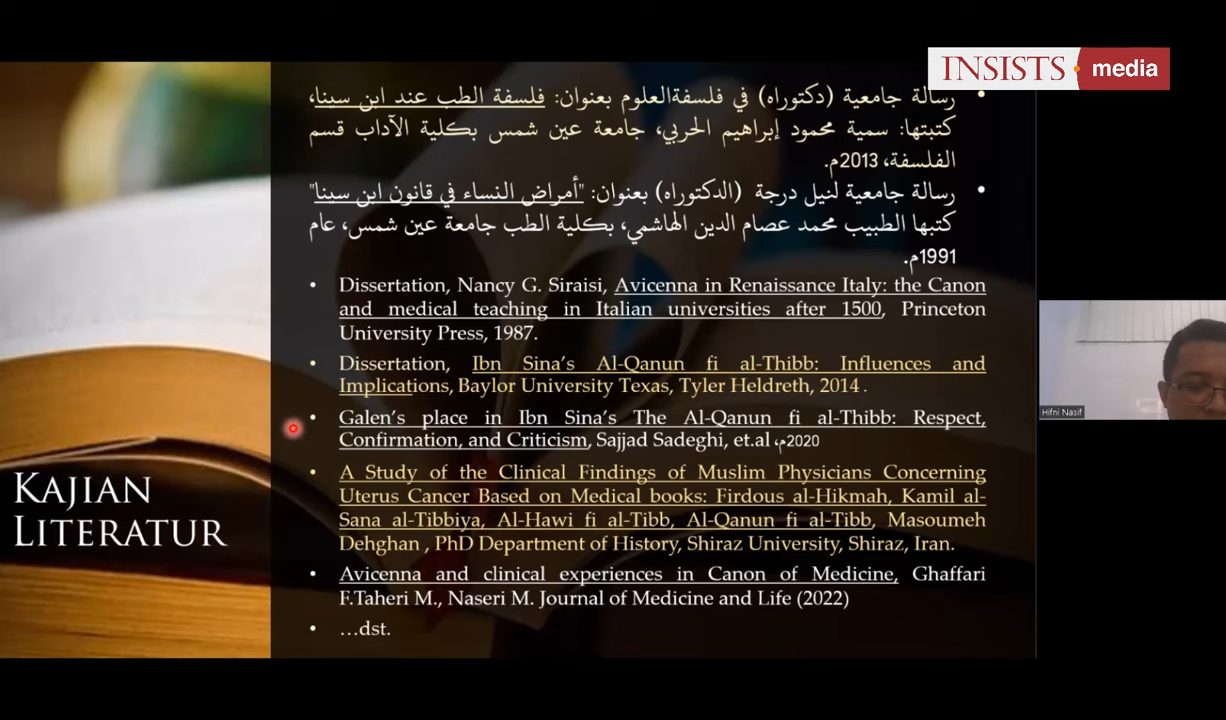 INSISTS media
• رسالة جامعية (دكتوراه) في فلسفةالعلوم بعنوان: فلسفة الطب عند ابن سينا،
كتبتها: سمية محمود إبراهيم الحربي، جامعة عين شمس بكلية الآداب قسم
الفلسفة، 2013م.
• رسالة جامعية لنيل درجة (الدكتوراه) بعنوان: "أمراض النساء في قانون ابن سينا"
كتبها الطبيب محمد عصام الدين الهاشمي، بكلية الطب جامعة عين شمس، عام
1991م.
• Dissertation, Nancy G. Siraisi, Avicenna in Renaissance Italy: the Canon
and medical teaching in Italian universities after 1500, Princeton
University Press, 1987.
• Dissertation, Ibn Sina’s Al-Qanun fi al-Thibb: Influences and
Implications, Baylor University Texas, Tyler Heldreth, 2014 .
• Galen’s place in Ibn Sina’s The Al-Qanun fi al-Thibb: Respect,
Confirmation, and Criticism, Sajjad Sadeghi, et.al ،2020م
• A Study of the Clinical Findings of Muslim Physicians Concerning
Uterus Cancer Based on Medical books: Firdous al-Hikmah, Kamil al-
Sana al-Tibbiya, Al-Hawi fi al-Tibb, Al-Qanun fi al-Tibb, Masoumeh
Dehghan , PhD Department of History, Shiraz University, Shiraz, Iran.
• Avicenna and clinical experiences in Canon of Medicine, Ghaffari
F.Taheri M., Naseri M. Journal of Medicine and Life (2022)
• …dst.
KAJIAN
LITERATUR
Hifni Nasif